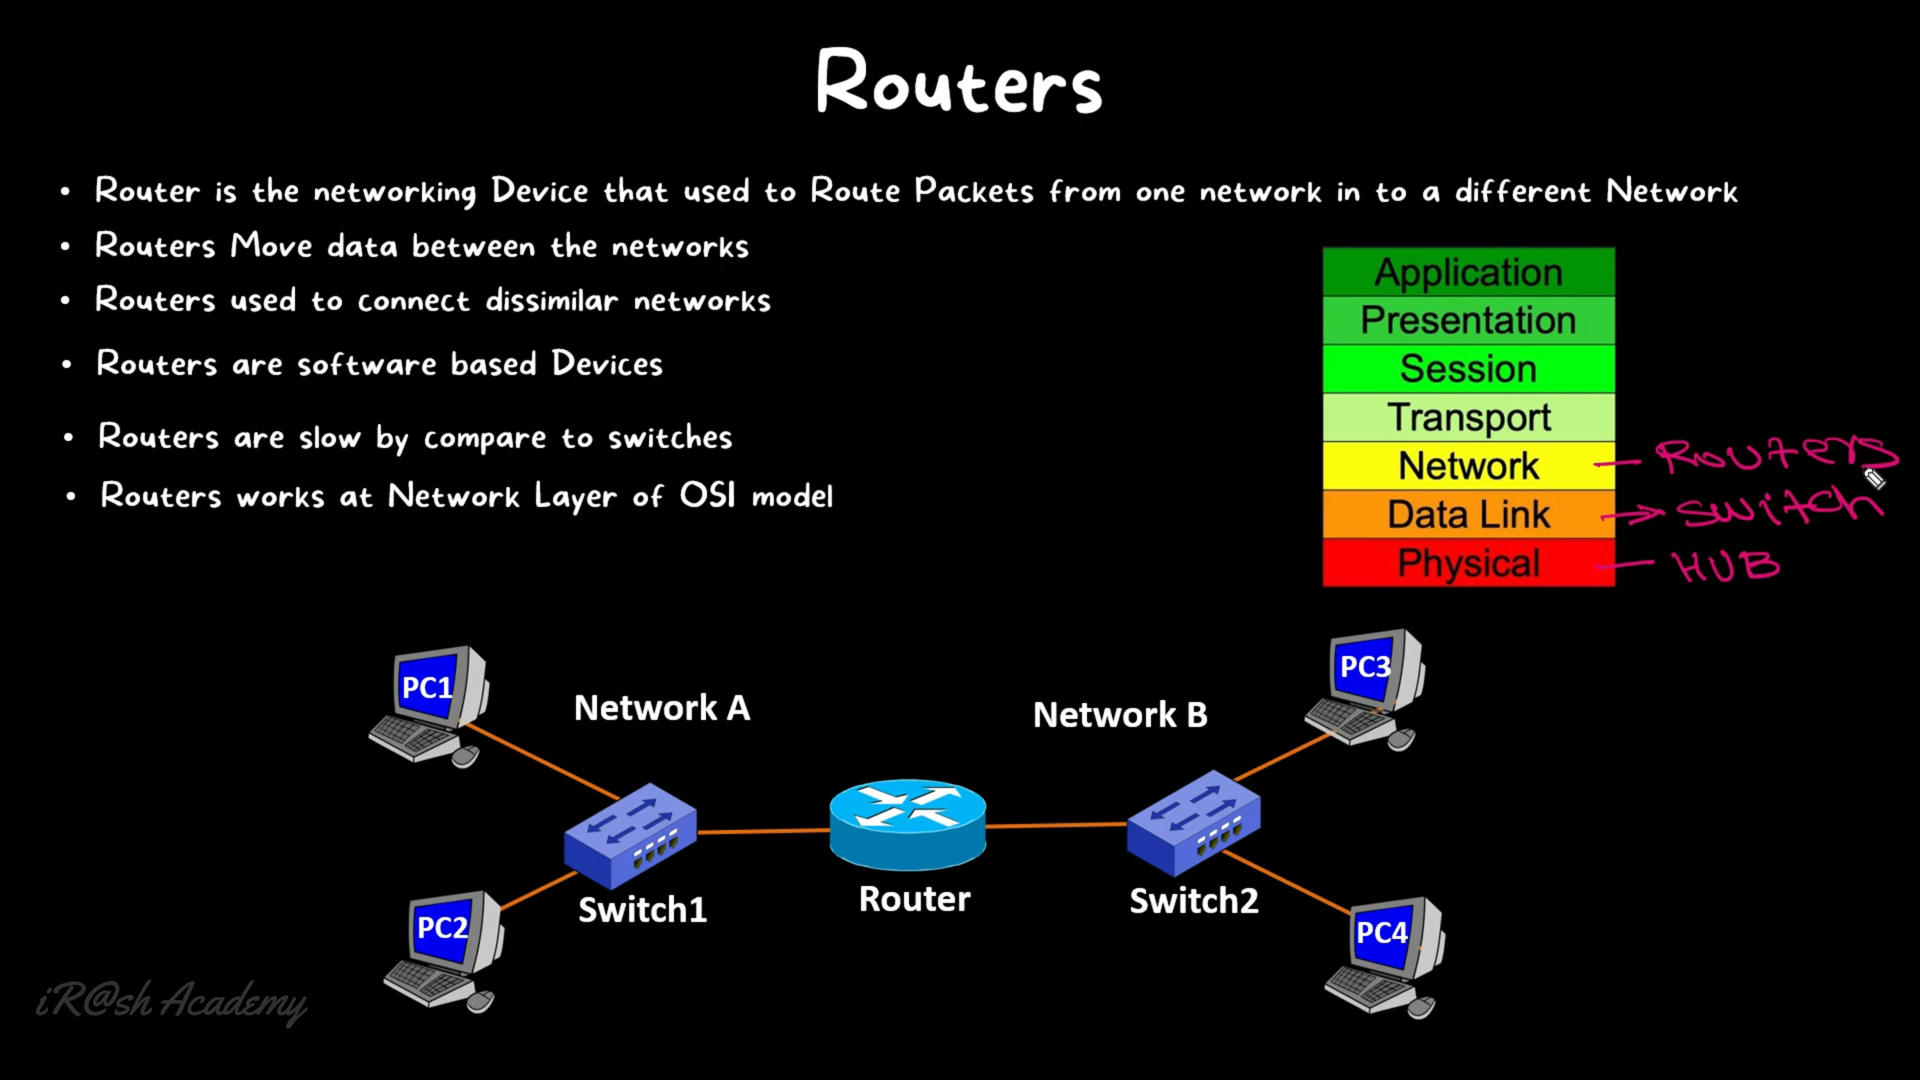 Routers
• Router is the networking Device that used to Route Packets from one network in to a different Network
• Routers Move data between the networks
• Routers used to connect dissimilar networks
• Routers are software based Devices
• Routers are slow by compare to switches
• Routers works at Network Layer of OSI model
Application
Presentation
Session
Transport
Network — Routers
Data Link → Switch
Physical — HUB
PC1
Network A
Network B
PC3
Switch1
Router
Switch2
PC2
PC4
iR@sh Academy